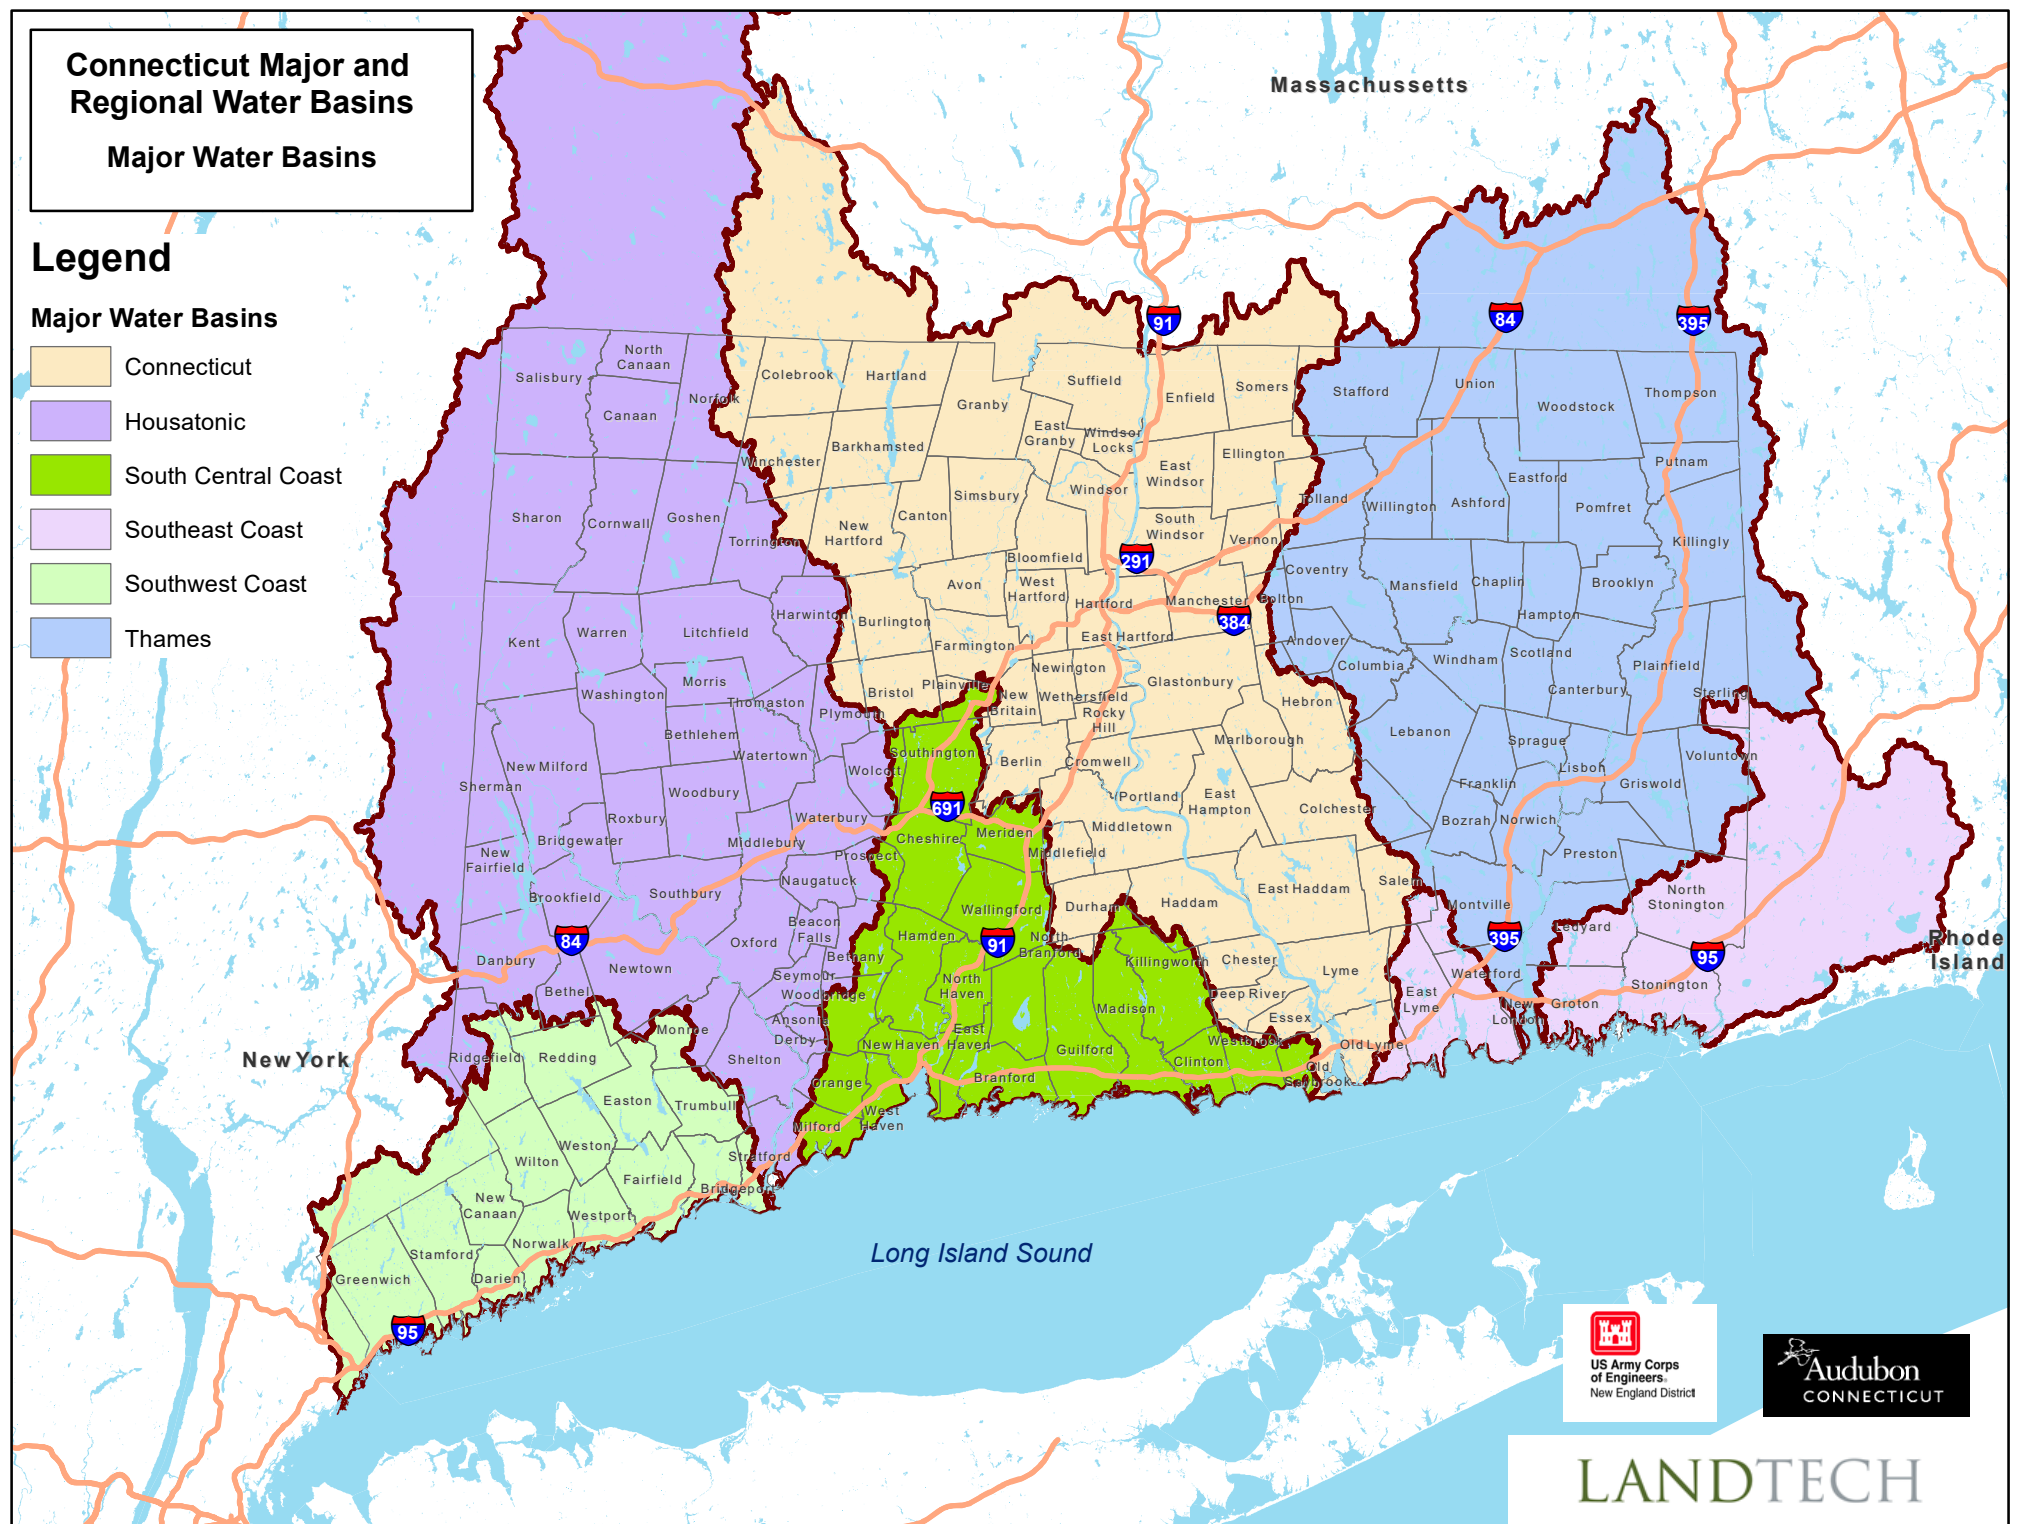 Connecticut Major and
Regional Water Basins
Major Water Basins
Legend
Major Water Basins
Connecticut
Housatonic
South Central Coast
Southeast Coast
Southwest Coast
Thames
Massachussetts
New York
Rhode
Island
Long Island Sound
91
84
395
291
384
691
84
91
395
95
95
Salisbury
North
Canaan
Canaan
Norfolk
Colebrook
Hartland
Granby
Suffield
Enfield
Somers
Stafford
Union
Woodstock
Thompson
Winchester
Barkhamsted
East
Granby
Windsor
Locks
East
Windsor
Ellington
Putnam
Sharon
Cornwall
Goshen
Torrington
New
Hartford
Canton
Simsbury
Windsor
South
Windsor
Vernon
Tolland
Willington
Ashford
Eastford
Pomfret
Killingly
Bloomfield
Avon
West
Hartford
Hartford
Manchester
Bolton
Coventry
Mansfield
Chaplin
Brooklyn
Hampton
Kent
Warren
Litchfield
Harwinton
Burlington
Farmington
East Hartford
Andover
Columbia
Windham
Scotland
Plainfield
Canterbury
Sterling
Washington
Morris
Thomaston
Plymouth
Bristol
Plainville
Newington
New
Britain
Wethersfield
Rocky
Hill
Glastonbury
Hebron
Bethlehem
Watertown
Wolcott
Southington
Berlin
Cromwell
Marlborough
Lebanon
Sprague
Lisbon
Franklin
Griswold
Voluntown
New Milford
Sherman
Woodbury
Roxbury
Waterbury
Bridgewater
Middlebury
Prospect
Cheshire
Meriden
Middlefield
Middletown
Portland
East
Hampton
Colchester
Bozrah
Norwich
Preston
New
Fairfield
Brookfield
Southbury
Naugatuck
Beacon
Falls
Oxford
Bethany
Hamden
Wallingford
North
Branford
Durham
Haddam
East Haddam
Salem
Montville
Ledyard
North
Stonington
Danbury
Bethel
Newtown
Seymour
Woodbridge
Ansonia
Derby
North
Haven
Killingworth
Chester
Lyme
Deep River
Essex
East
Lyme
Waterford
New
London
Groton
Stonington
Ridgefield
Redding
Monroe
Shelton
New Haven
East
Haven
Madison
Guilford
Clinton
Westbrook
Old
Saybrook
Old Lyme
Orange
Branford
Easton
Trumbull
Milford
West
Haven
Weston
Wilton
Stratford
Fairfield
Bridgeport
New
Canaan
Westport
Norwalk
Stamford
Darien
Greenwich
US Army Corps
of Engineers®
New England District
Audubon
CONNECTICUT
LANDTECH